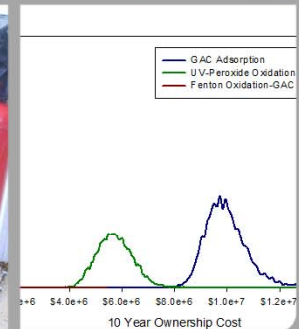 GAC Adsorption
UV-Peroxide Oxidation
Fenton Oxidation-GAC
e+6 $4.0e+6 $6.0e+6 $8.0e+6 $1.0e+7 $1.2e+7
10 Year Ownership Cost